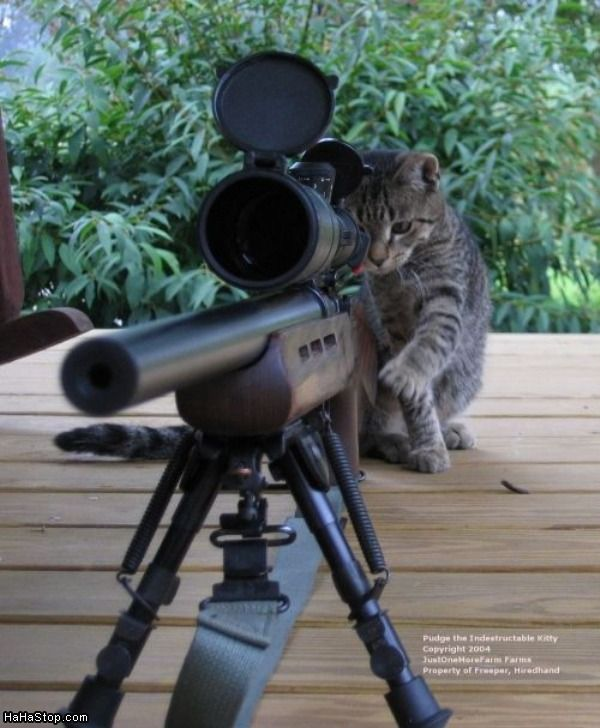 Pudge the Indestructable Kitty
Copyright 2004
JustOneMoreFarm Farms
Property of Freeper, Hiredhand
HaHaStop.com